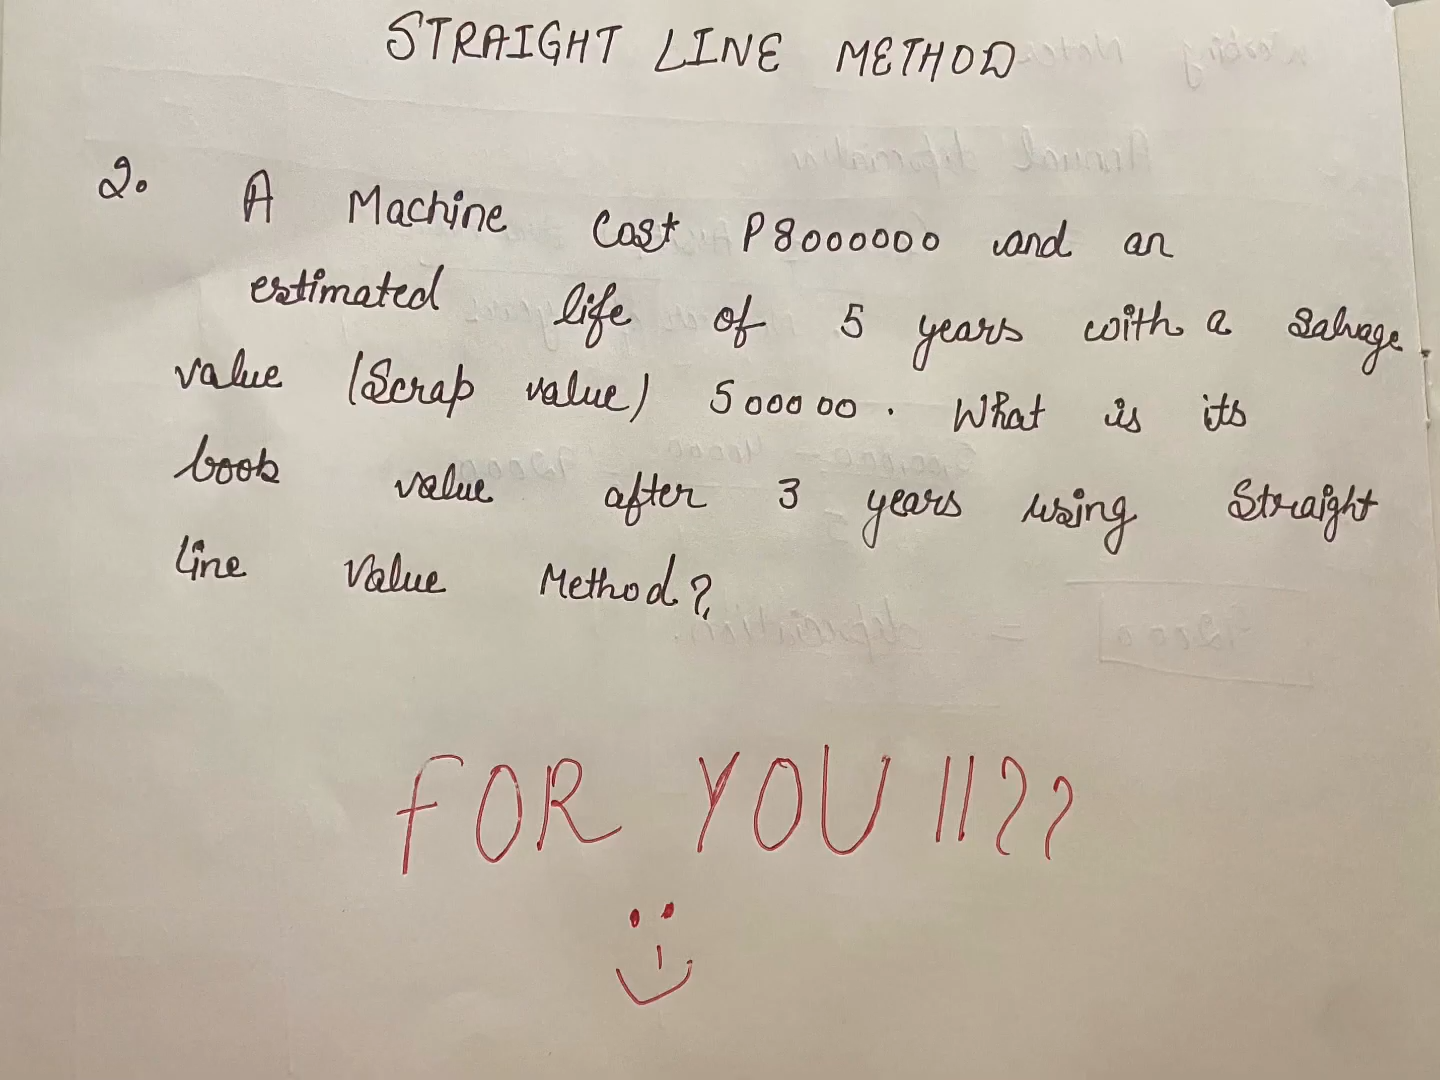 STRAIGHT LINE METHOD
2. A Machine Cost P8000000 and an
estimated life of 5 years with a Salvage
value (Scrap value) 500000. What is its
book value after 3 years using Straight
line Value Method?
FOR YOU !!??